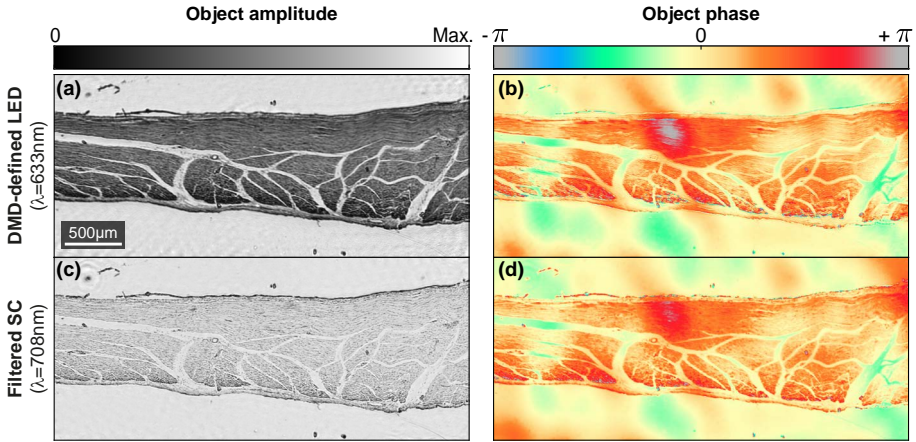 Object amplitude
Object phase
0
Max.
- π
0
+ π
DMD-defined LED
(λ=633nm)
(a)
(b)
500µm
Filtered SC
(λ=708nm)
(c)
(d)